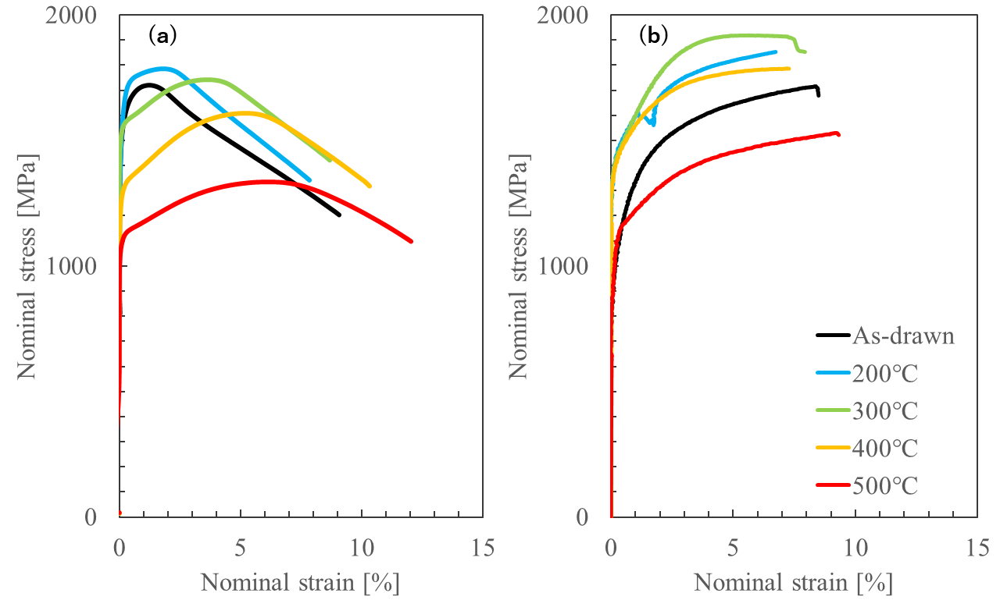 (a)
2000
1000
0
0
5
10
15
Nominal strain [%]
Nominal stress [MPa]
(b)
2000
1000
0
0
5
10
15
Nominal strain [%]
Nominal stress [MPa]
As-drawn
200℃
300℃
400℃
500℃